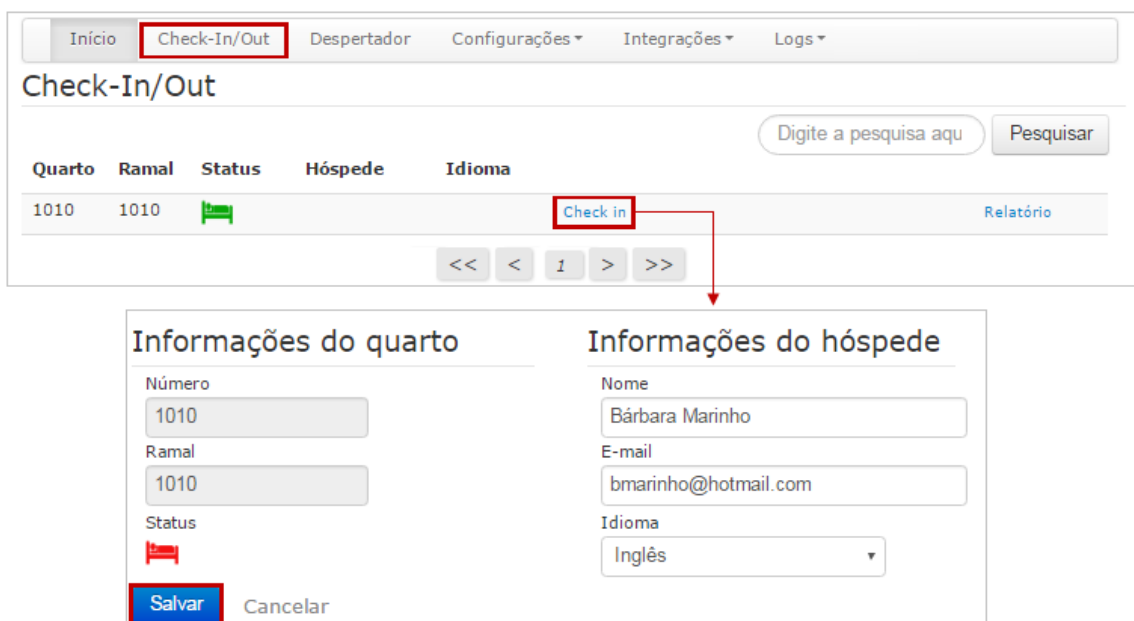 Início Check-In/Out Despertador Configurações Integrações Logs
Check-In/Out
Digite a pesquisa aqu Pesquisar
Quarto Ramal Status Hóspede Idioma
1010 1010 Check in Relatório
<< < 1 > >>
Informações do quarto
Número
1010
Ramal
1010
Status
Salvar Cancelar
Informações do hóspede
Nome
Bárbara Marinho
E-mail
bmarinho@hotmail.com
Idioma
Inglês